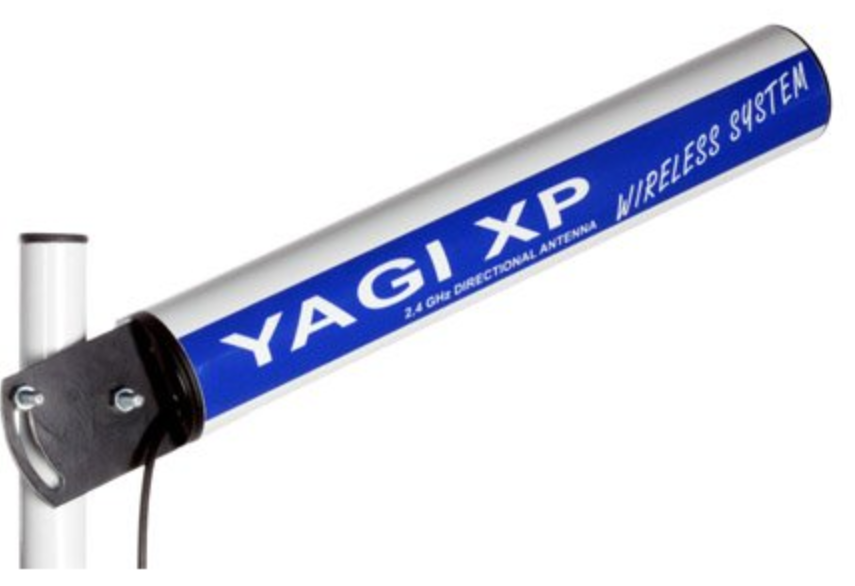 YAGI XP
2.4 GHz DIRECTIONAL ANTENNA
WIRELESS SYSTEM